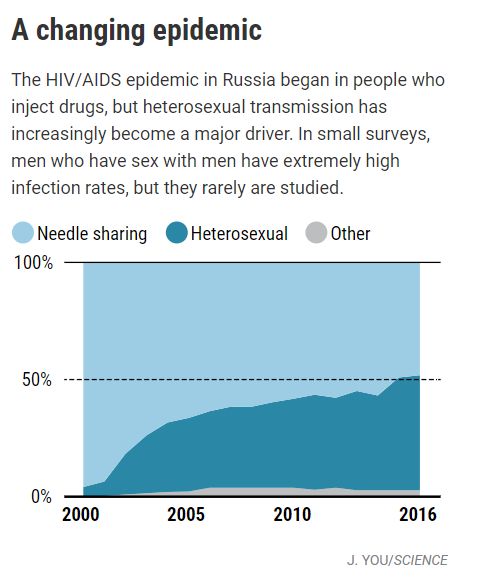 A changing epidemic
The HIV/AIDS epidemic in Russia began in people who
inject drugs, but heterosexual transmission has
increasingly become a major driver. In small surveys,
men who have sex with men have extremely high
infection rates, but they rarely are studied.
Needle sharing Heterosexual Other
100%
50%
0%
2000 2005 2010 2016
J. YOU/SCIENCE